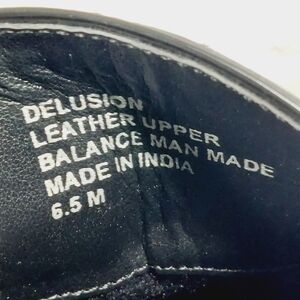 DELUSION
LEATHER UPPER
BALANCE MAN MADE
MADE IN INDIA
6.5 M